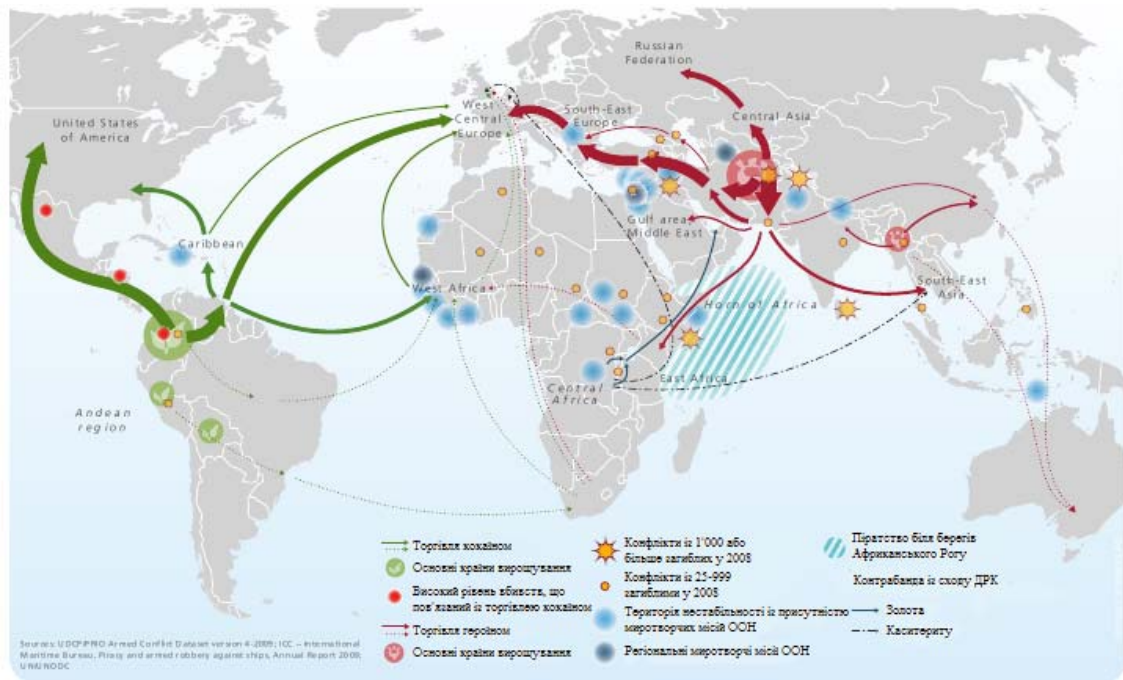 Russian
Federation
United States
of America
West
Central
Europe
South-East
Europe
Central Asia
Caribbean
Gulf area,
Middle East
West Africa
Horn of Africa
South-East
Asia
East Africa
Central
Africa
Andean
region
Торгівля кокаїном
Основні країни вирощування
Високий рівень вбивств, що
пов'язаний із торгівлею кокаїном
Торгівля героїном
Основні країни вирощування
Конфлікти із 1'000 або
більше загиблих у 2008
Конфлікти із 25-999
загиблими у 2008
Територія нестабільності із присутністю
миротворчих місій ООН
Регіональні миротворчі місії ООН
Піратство біля берегів
Африканського Рогу
Контрабанда із сходу ДРК
Золота
Каситериту
Sources: UDCP/PRIO Armed Conflict Dataset version 4-2009; ICC – International
Maritime Bureau, Piracy and armed robbery against ships, Annual Report 2009;
UN/UNODC